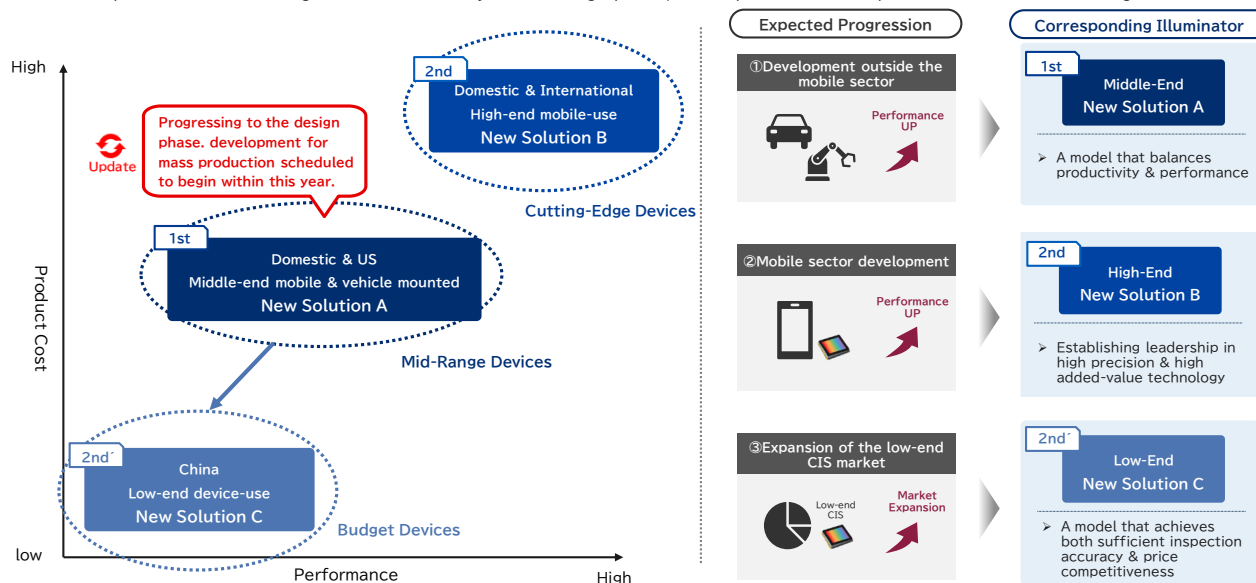 High
Product Cost
low
Performance
High
Update
Progressing to the design
phase. development for
mass production scheduled
to begin within this year.
2nd
Domestic & International
High-end mobile-use
New Solution B
Cutting-Edge Devices
1st
Domestic & US
Middle-end mobile & vehicle mounted
New Solution A
Mid-Range Devices
2nd´
China
Low-end device-use
New Solution C
Budget Devices
Expected Progression
①Development outside the
mobile sector
Performance
UP
②Mobile sector development
Performance
UP
③Expansion of the low-end
CIS market
Low-end
CIS
Market
Expansion
Corresponding Illuminator
1st
Middle-End
New Solution A
➢ A model that balances
productivity & performance
2nd
High-End
New Solution B
➢ Establishing leadership in
high precision & high
added-value technology
2nd´
Low-End
New Solution C
➢ A model that achieves
both sufficient inspection
accuracy & price
competitiveness